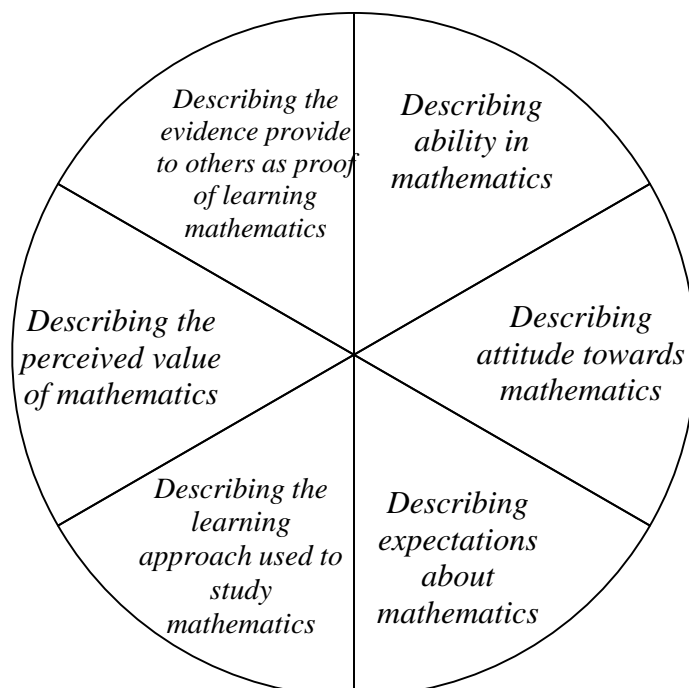 Describing the
evidence provide
to others as proof
of learning
mathematics
Describing
ability in
mathematics
Describing the
perceived value
of mathematics
Describing
attitude towards
mathematics
Describing the
learning
approach used to
study
mathematics
Describing
expectations
about
mathematics